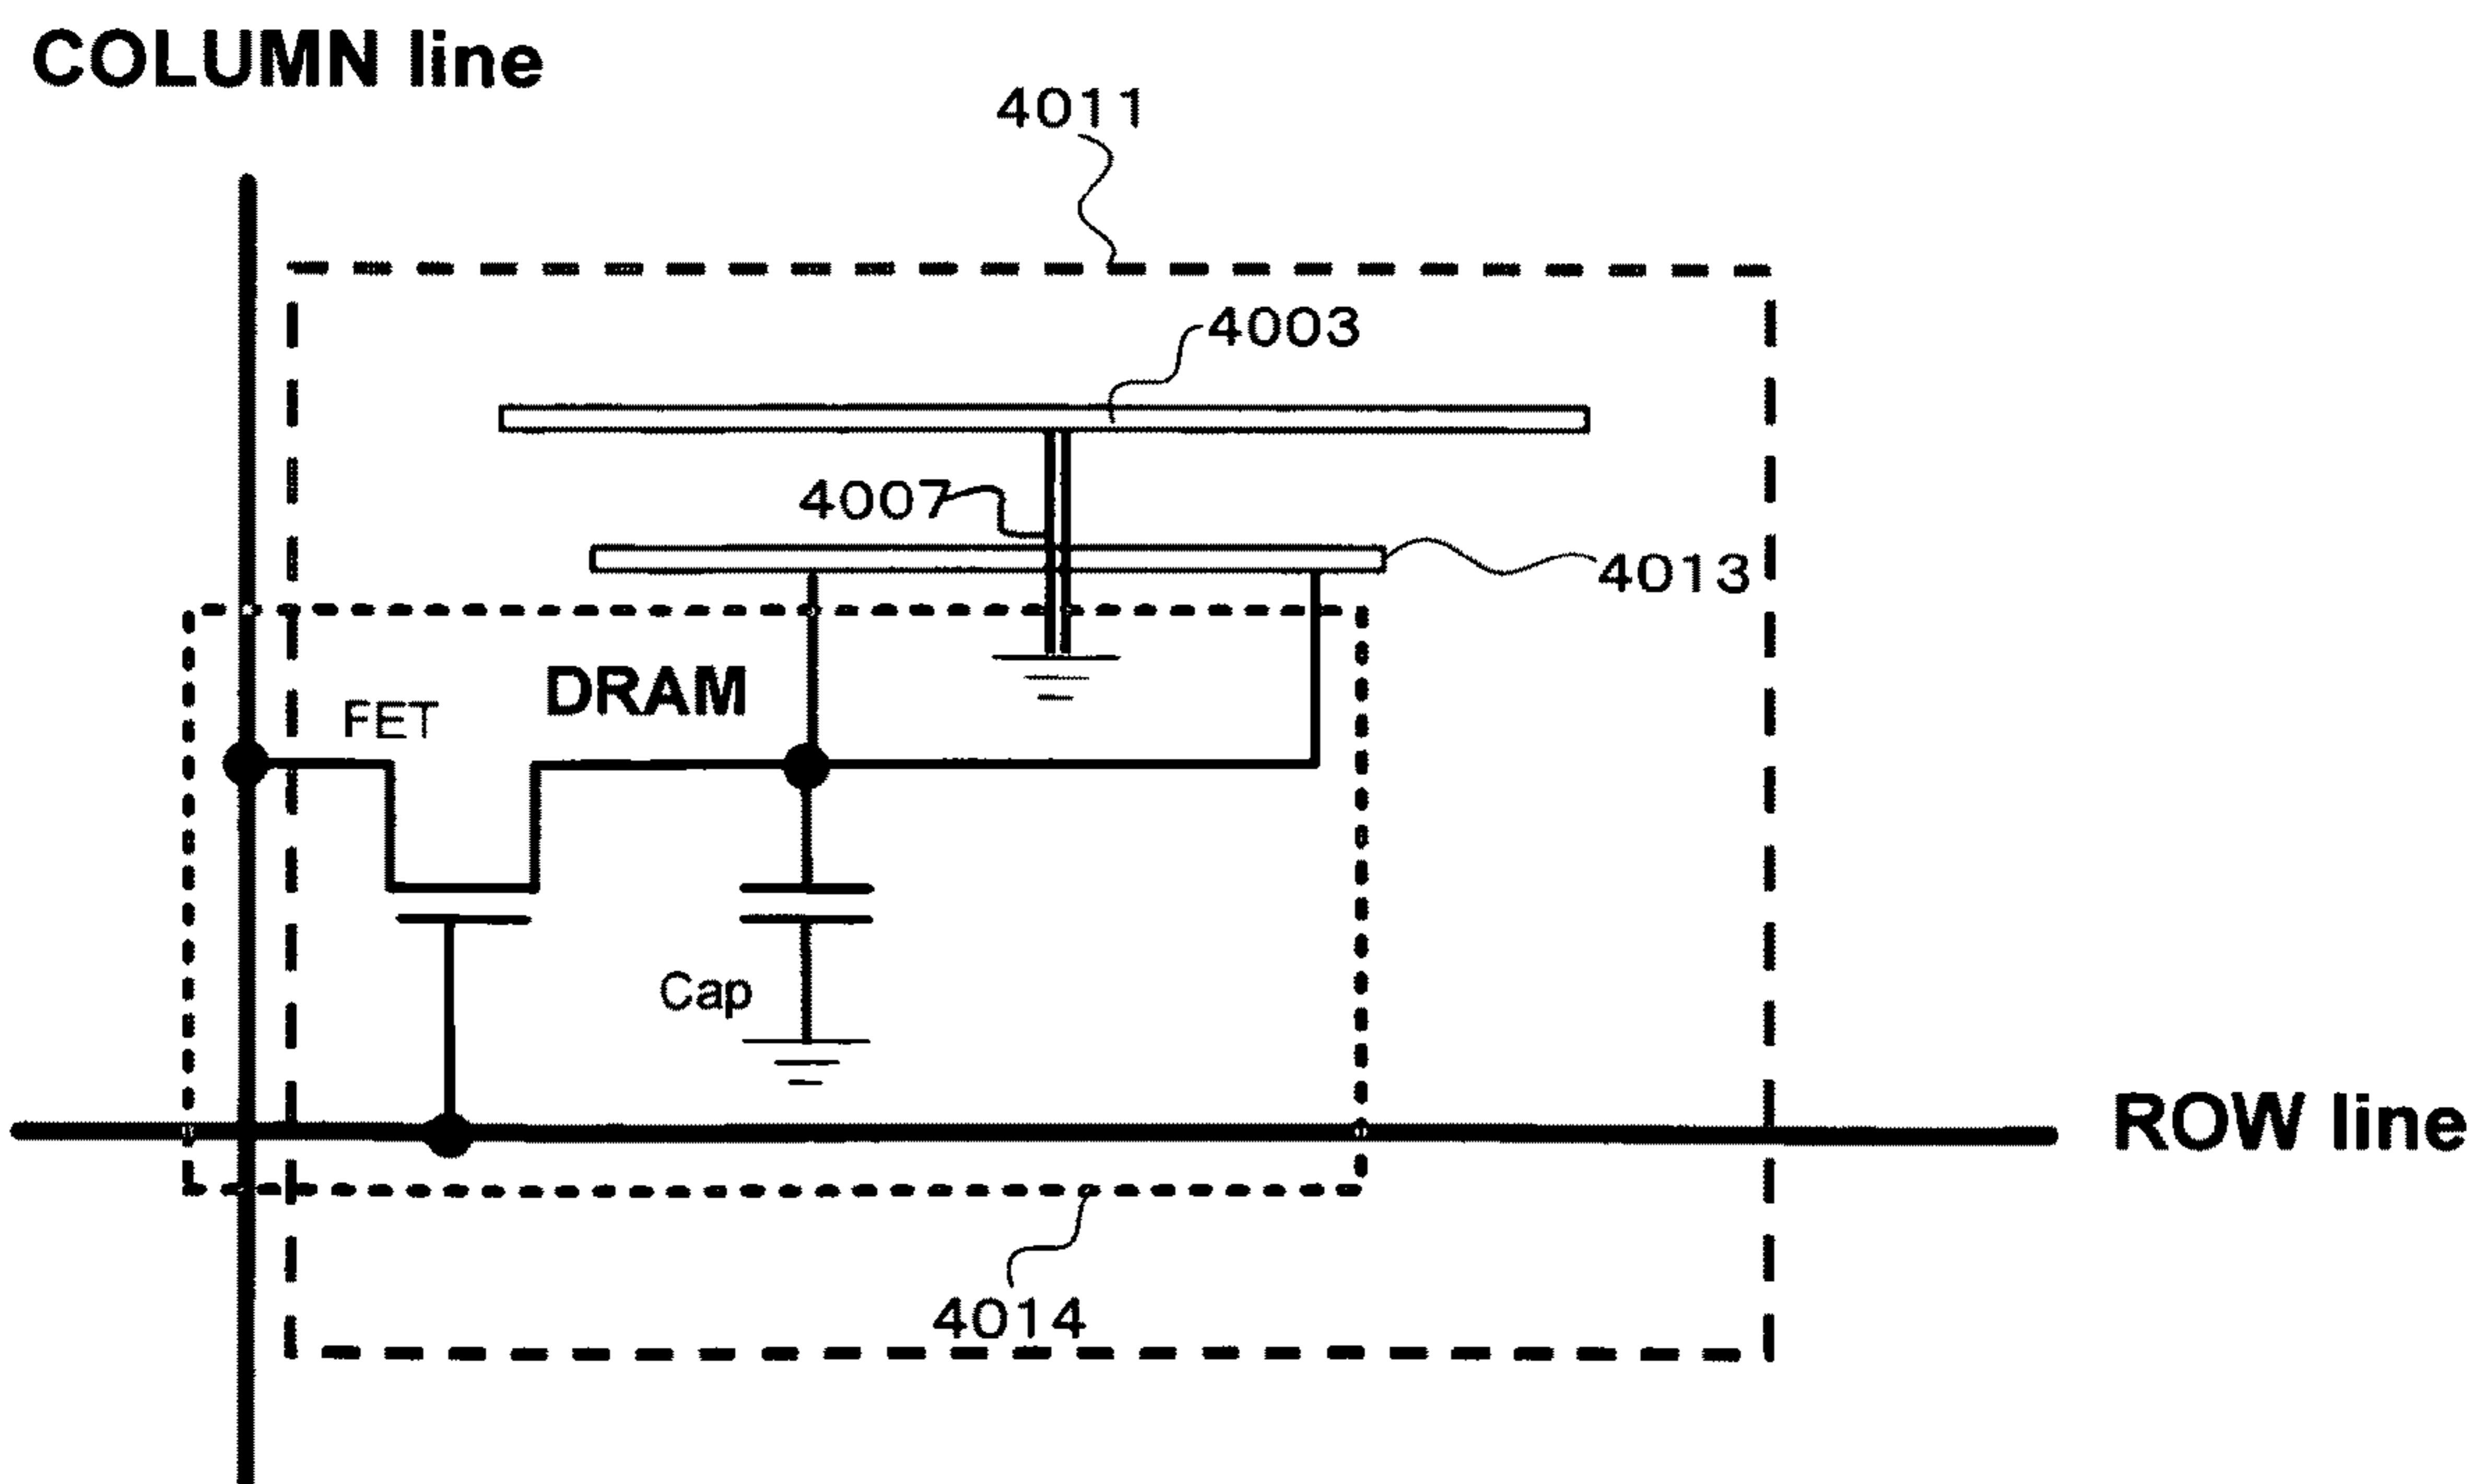 COLUMN line
4011
4003
4007
4013
DRAM
FET
Cap
ROW line
4014